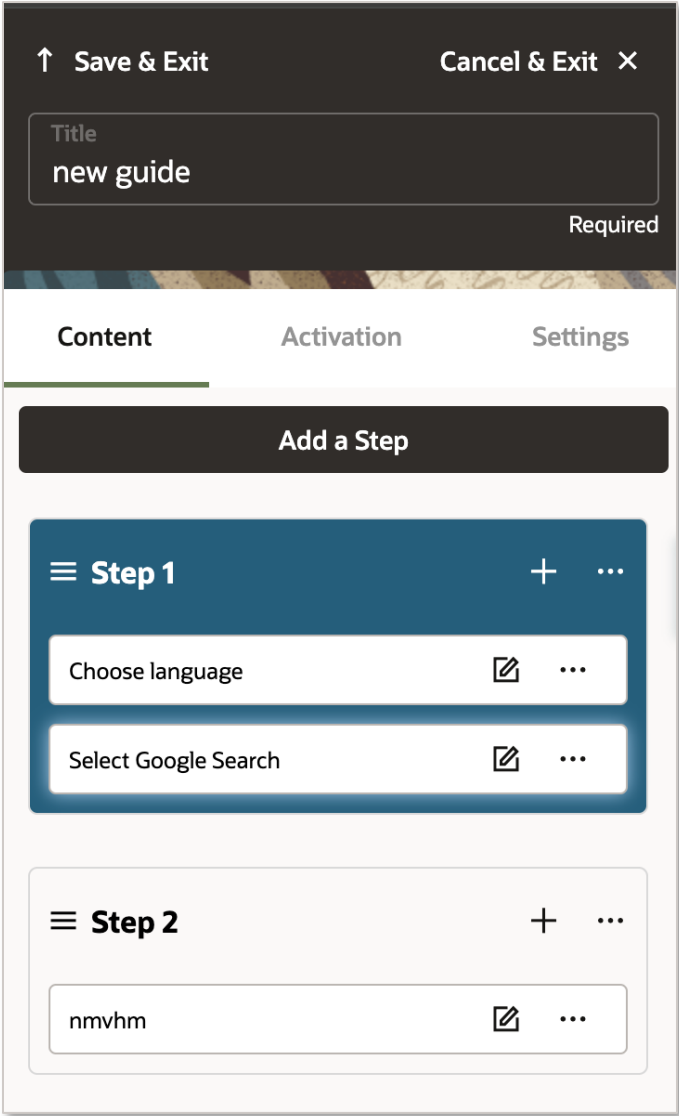 Save & Exit
Cancel & Exit
Title
new guide
Required
Content
Activation
Settings
Add a Step
Step 1
Choose language
Select Google Search
Step 2
nmvhm